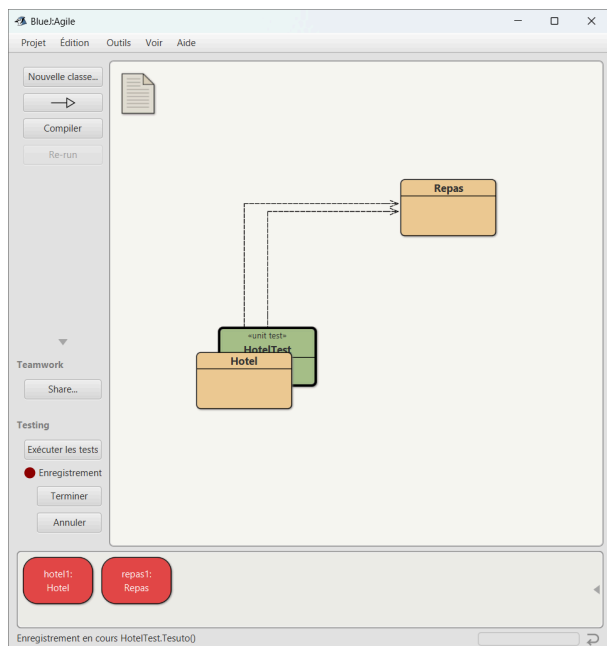 BlueJ:Agile
Projet Édition Outils Voir Aide
Nouvelle classe...
Compiler
Re-run
Repas
«unit test»
HotelTest
Hotel
Teamwork
Share...
Testing
Exécuter les tests
Enregistrement
Terminer
Annuler
hotel1:
Hotel
repas1:
Repas
Enregistrement en cours HotelTest.Tesuto()